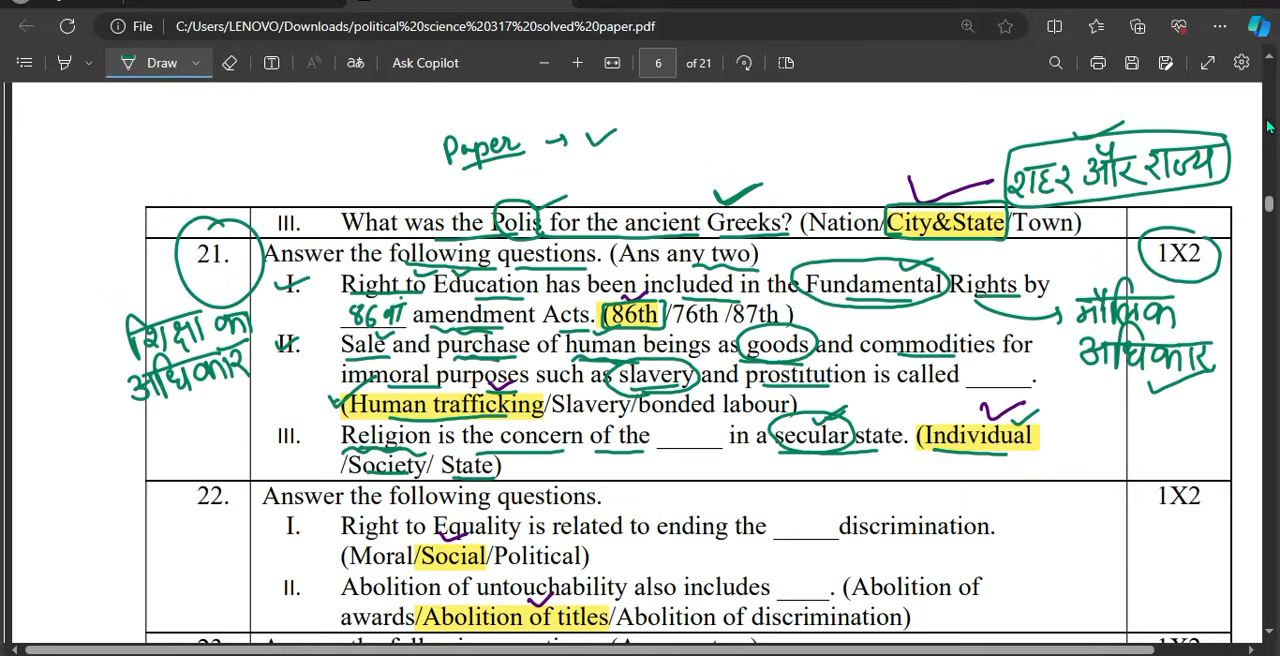 File C:/Users/LENOVO/Downloads/political%20science%20317%20solved%20paper.pdf
Draw aあ Ask Copilot 6 of 21
Paper → ✓
शहर और राज्य
III. What was the Polis for the ancient Greeks? (Nation/City&State/Town)
21. Answer the following questions. (Ans any two) 1X2
I. Right to Education has been included in the Fundamental Rights by
86वां amendment Acts. (86th /76th /87th )
मौलिक अधिकार
शिक्षा का अधिकार
II. Sale and purchase of human beings as goods and commodities for
immoral purposes such as slavery and prostitution is called ____ .
(Human trafficking/Slavery/bonded labour)
III. Religion is the concern of the _____ in a secular state. (Individual
/Society/ State)
22. Answer the following questions. 1X2
I. Right to Equality is related to ending the _____discrimination.
(Moral/Social/Political)
II. Abolition of untouchability also includes ____. (Abolition of
awards/Abolition of titles/Abolition of discrimination)